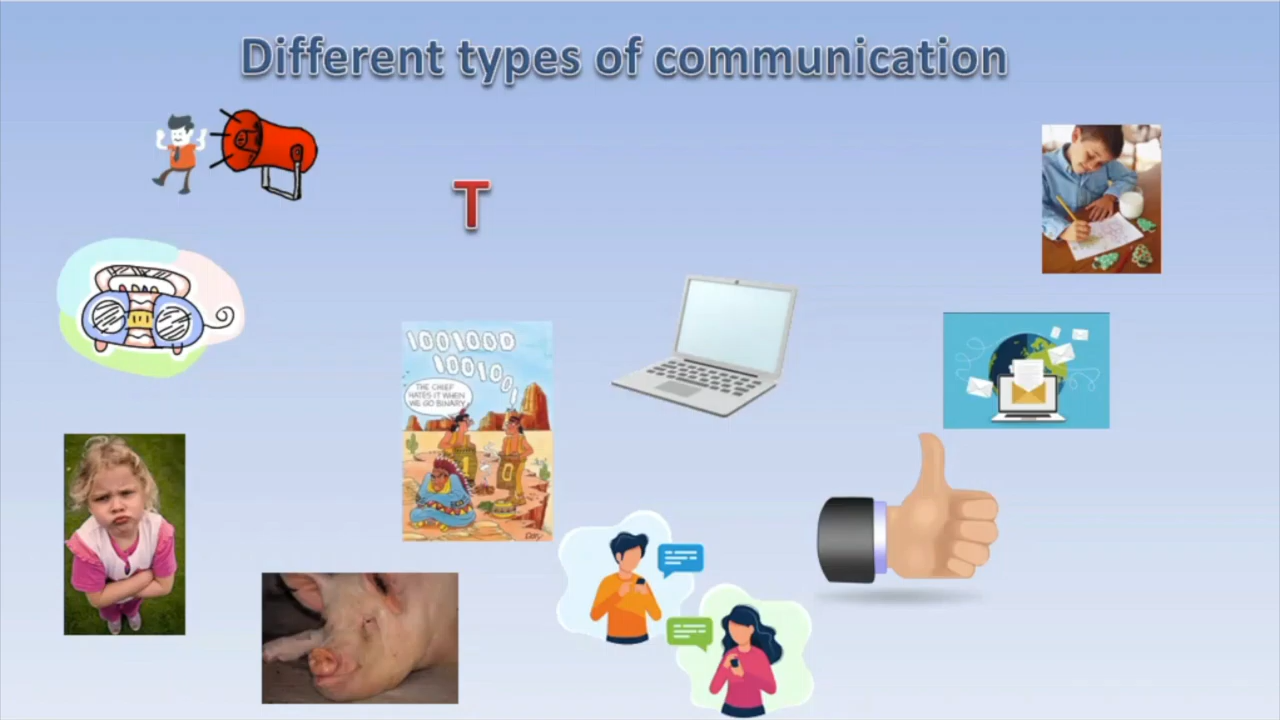 Different types of communication
T
1001000
100100
THE CHIEF
HATES IT WHEN
WE GO BINARY